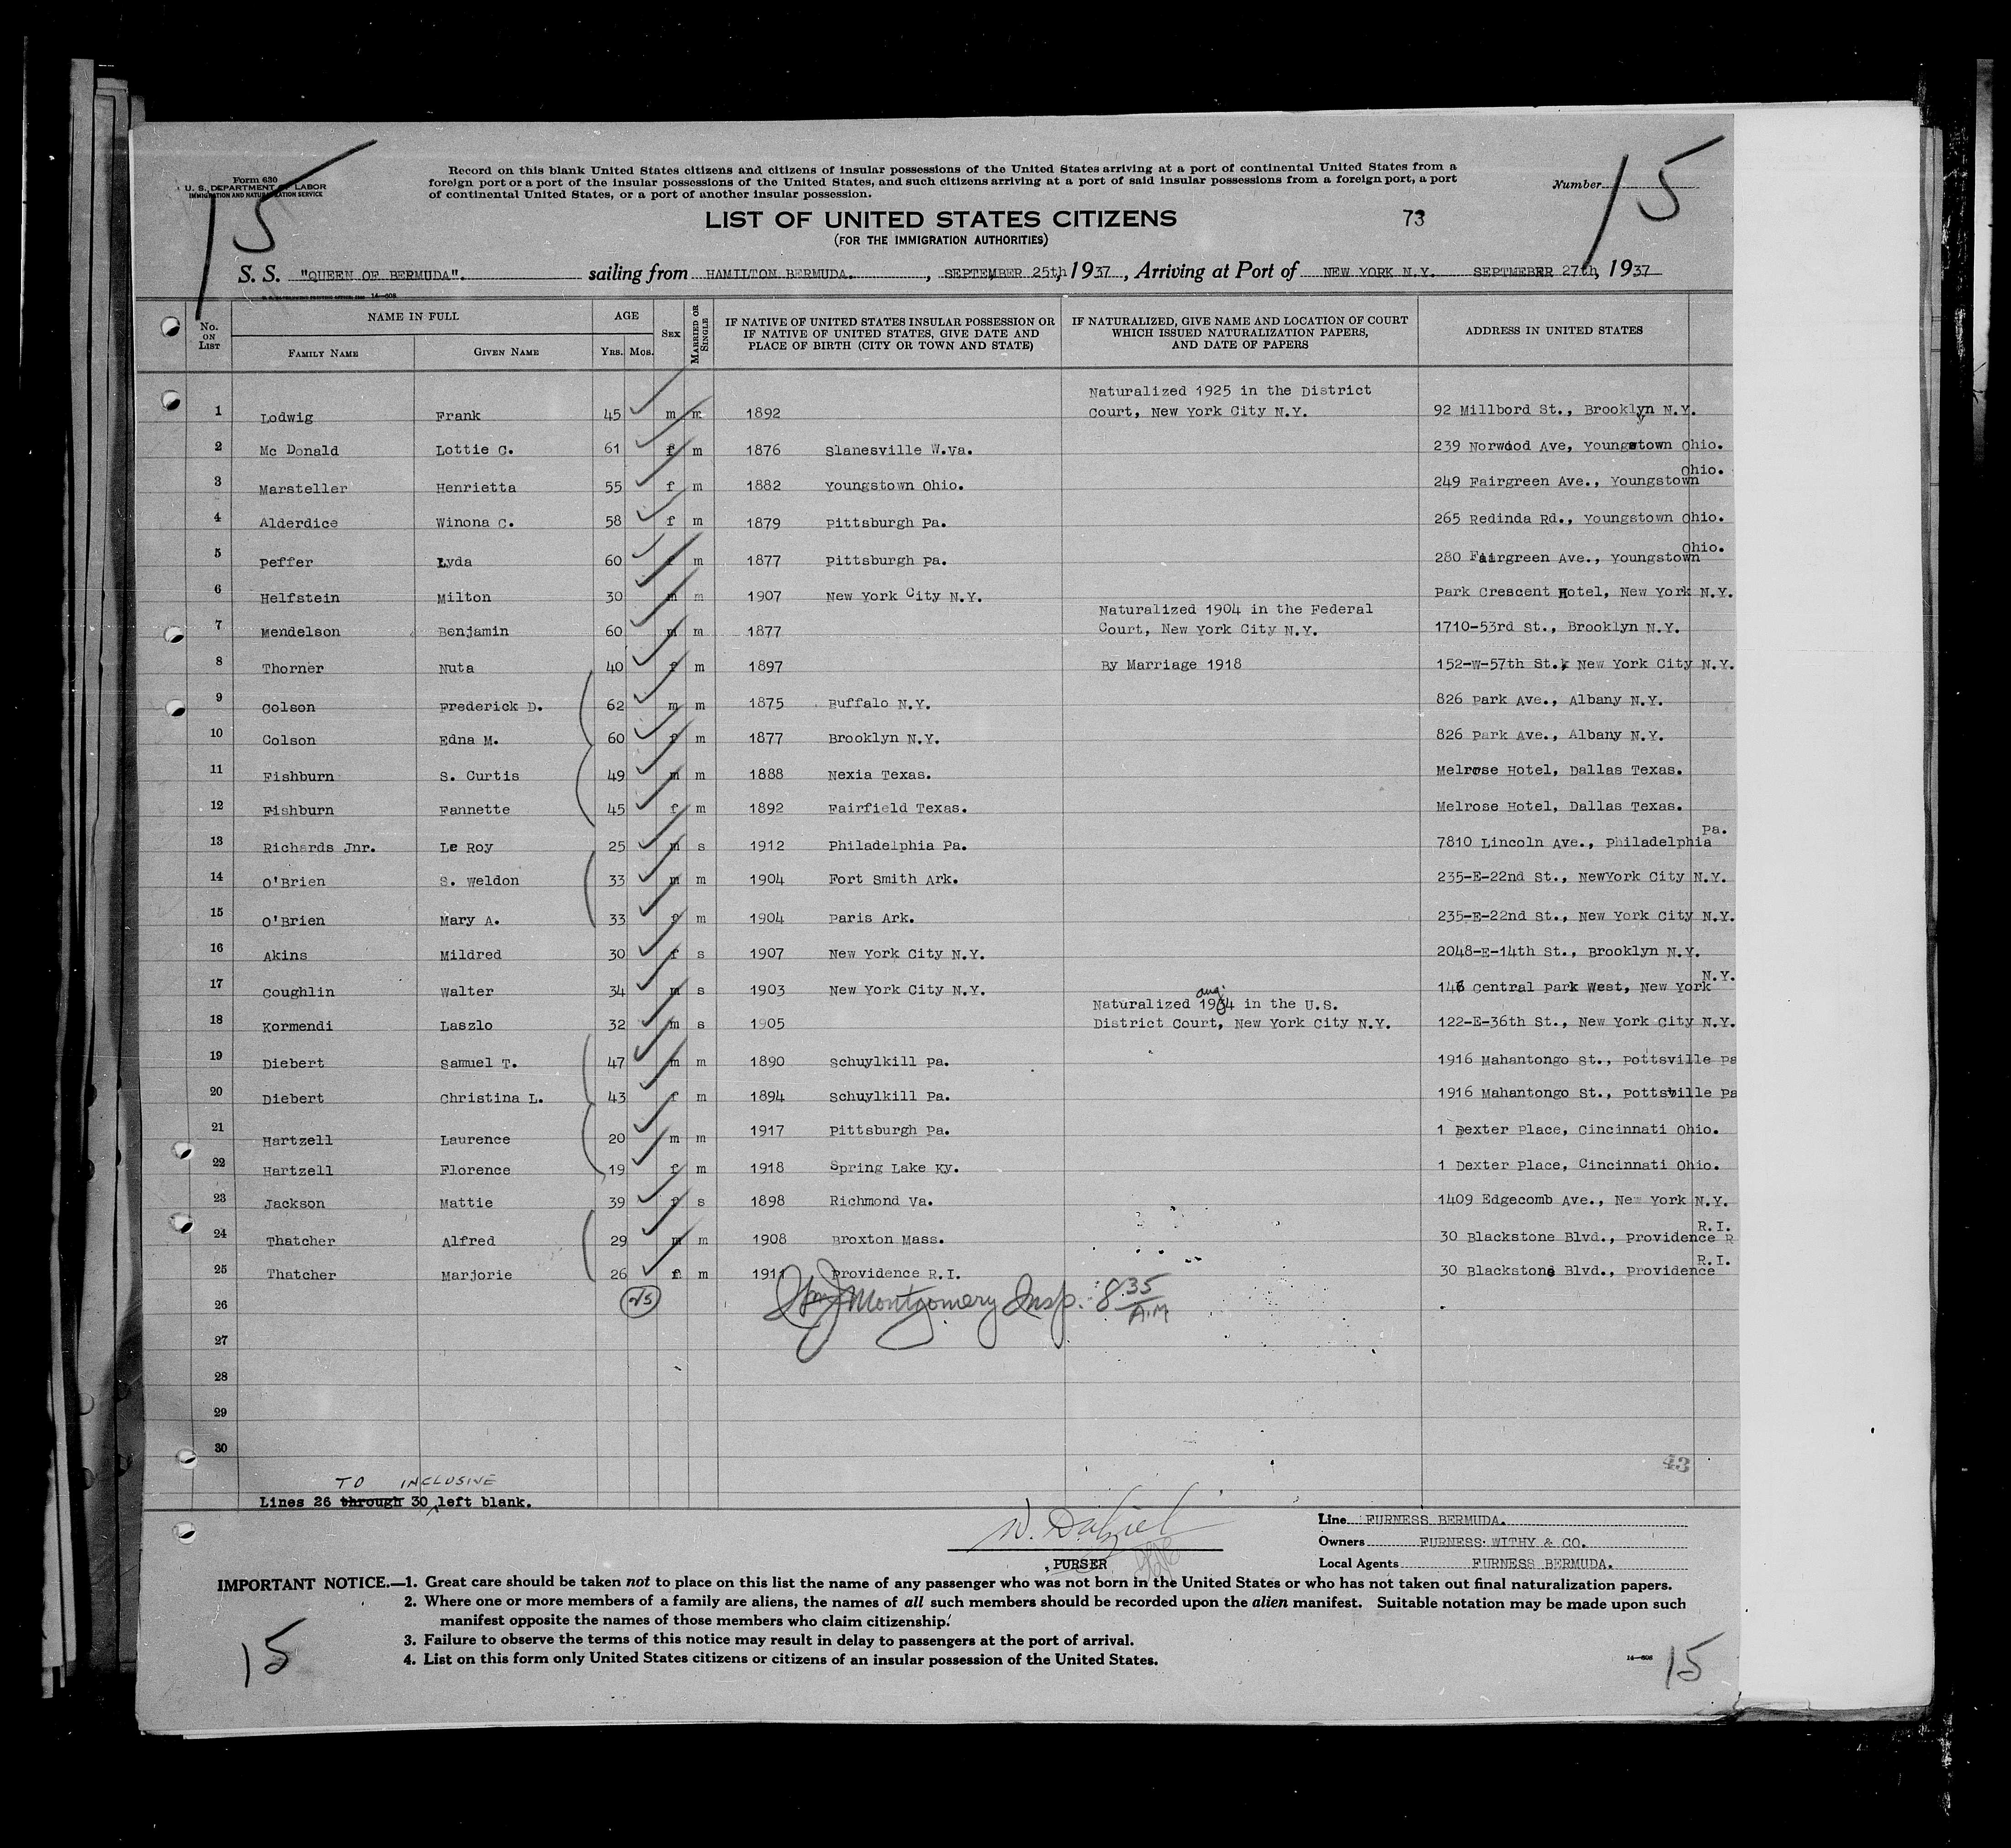 15
15
Form 630
U. S. DEPARTMENT OF LABOR
IMMIGRATION AND NATURALIZATION SERVICE
Record on this blank United States citizens and citizens of insular possessions of the United States arriving at a port of continental United States from a
foreign port or a port of the insular possessions of the United States, and such citizens arriving at a port of said insular possessions from a foreign port, a port
of continental United States, or a port of another insular possession.
Number
LIST OF UNITED STATES CITIZENS
73
(FOR THE IMMIGRATION AUTHORITIES)
S. S. "QUEEN OF BERMUDA". sailing from HAMILTON BERMUDA. , SEPTEMBER 25th, 1937 , Arriving at Port of NEW YORK N.Y. SEPTMEBER 27th, 1937
14—608
No. ON LIST
NAME IN FULL
AGE
SEX
MARRIED OR SINGLE
IF NATIVE OF UNITED STATES INSULAR POSSESSION OR
IF NATIVE OF UNITED STATES, GIVE DATE AND
PLACE OF BIRTH (CITY OR TOWN AND STATE)
IF NATURALIZED, GIVE NAME AND LOCATION OF COURT
WHICH ISSUED NATURALIZATION PAPERS,
AND DATE OF PAPERS
ADDRESS IN UNITED STATES
FAMILY NAME GIVEN NAME YRS. MOS.
Naturalized 1925 in the District
1 Lodwig Frank 45 m m 1892 Court, New York City N.Y. 92 Millbord St., Brooklyn N.Y.
2 Mc Donald Lottie C. 61 f m 1876 Slanesville W.Va. 239 Norwood Ave, Youngstown Ohio.
3 Marsteller Henrietta 55 f m 1882 Youngstown Ohio. 249 Fairgreen Ave., Youngstown Ohio.
4 Alderdice Winona C. 58 f m 1879 Pittsburgh Pa. 265 Redinda Rd., Youngstown Ohio.
5 Peffer Lyda 60 f m 1877 Pittsburgh Pa. 280 Fairgreen Ave., Youngstown Ohio.
6 Helfstein Milton 30 m m 1907 New York City N.Y. Park Crescent Hotel, New York N.Y.
Naturalized 1904 in the Federal
7 Mendelson Benjamin 60 m m 1877 Court, New York City N.Y. 1710-53rd St., Brooklyn N.Y.
8 Thorner Nuta 40 f m 1897 By Marriage 1918 152-W-57th St., New York City N.Y.
9 Colson Frederick D. 62 m m 1875 Buffalo N.Y. 826 Park Ave., Albany N.Y.
10 Colson Edna M. 60 f m 1877 Brooklyn N.Y. 826 Park Ave., Albany N.Y.
11 Fishburn S. Curtis 49 m m 1888 Nexia Texas. Melrose Hotel, Dallas Texas.
12 Fishburn Fannette 45 f m 1892 Fairfield Texas. Melrose Hotel, Dallas Texas.
13 Richards Jnr. Le Roy 25 m s 1912 Philadelphia Pa. 7810 Lincoln Ave., Philadelphia Pa.
14 O'Brien S. Weldon 33 m m 1904 Fort Smith Ark. 235-E-22nd St., NewYork City N.Y.
15 O'Brien Mary A. 33 f m 1904 Paris Ark. 235-E-22nd St., New York City N.Y.
16 Akins Mildred 30 f s 1907 New York City N.Y. 2048-E-14th St., Brooklyn N.Y.
17 Coughlin Walter 34 m s 1903 New York City N.Y. 146 Central Park West, New York N.Y.
aug.
Naturalized 1934 in the U.S.
18 Kormendi Laszlo 32 m s 1905 District Court, New York City N.Y. 122-E-36th St., New York City N.Y.
19 Diebert Samuel T. 47 m m 1890 Schuylkill Pa. 1916 Mahantongo St., Pottsville Pa
20 Diebert Christina L. 43 f m 1894 Schuylkill Pa. 1916 Mahantongo St., Pottsville Pa
21 Hartzell Laurence 20 m m 1917 Pittsburgh Pa. 1 Dexter Place, Cincinnati Ohio.
22 Hartzell Florence 19 f m 1918 Spring Lake Ky. 1 Dexter Place, Cincinnati Ohio.
23 Jackson Mattie 39 f s 1898 Richmond Va. 1409 Edgecomb Ave., New York N.Y.
24 Thatcher Alfred 29 m m 1908 Broxton Mass. 30 Blackstone Blvd., Providence R.I.
25 Thatcher Marjorie 26 f m 1911 Providence R.I. 30 Blackstone Blvd., Providence R.I.
26 Montgomery Insp. 8.35 A.M
27
28
29
30
43
TO INCLUSIVE
Lines 26 through 30 left blank.
PURSER
Line FURNESS BERMUDA.
Owners FURNESS WITHY & CO.
Local Agents FURNESS BERMUDA.
IMPORTANT NOTICE.—1. Great care should be taken not to place on this list the name of any passenger who was not born in the United States or who has not taken out final naturalization papers.
2. Where one or more members of a family are aliens, the names of all such members should be recorded upon the alien manifest. Suitable notation may be made upon such
manifest opposite the names of those members who claim citizenship.
3. Failure to observe the terms of this notice may result in delay to passengers at the port of arrival.
4. List on this form only United States citizens or citizens of an insular possession of the United States.
14—608
15
15